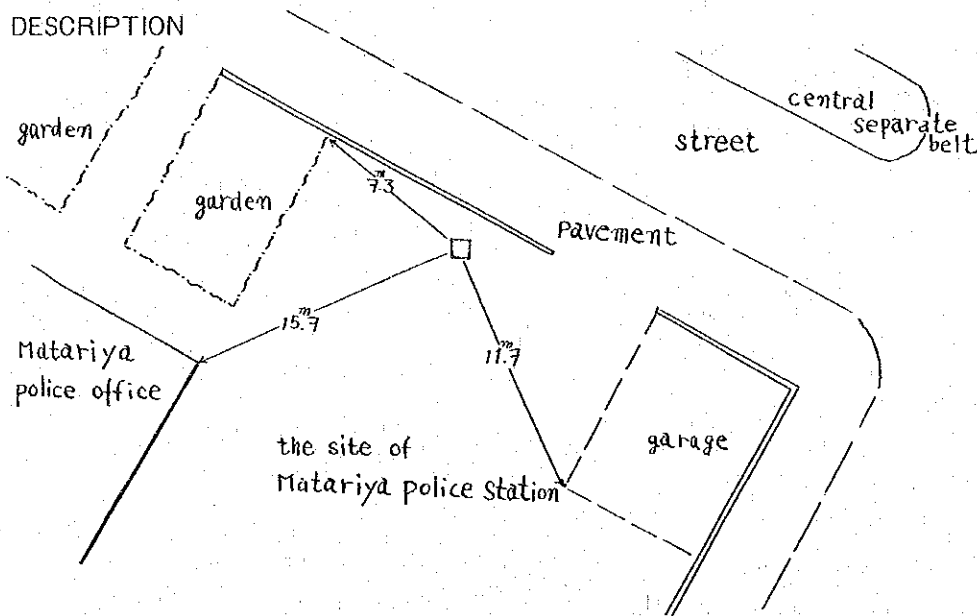 DESCRIPTION
garden
central
separate
belt
street
7.3 m
garden
Pavement
15.7 m
11.7 m
Matariya
police office
garage
the site of
Matariya police Station